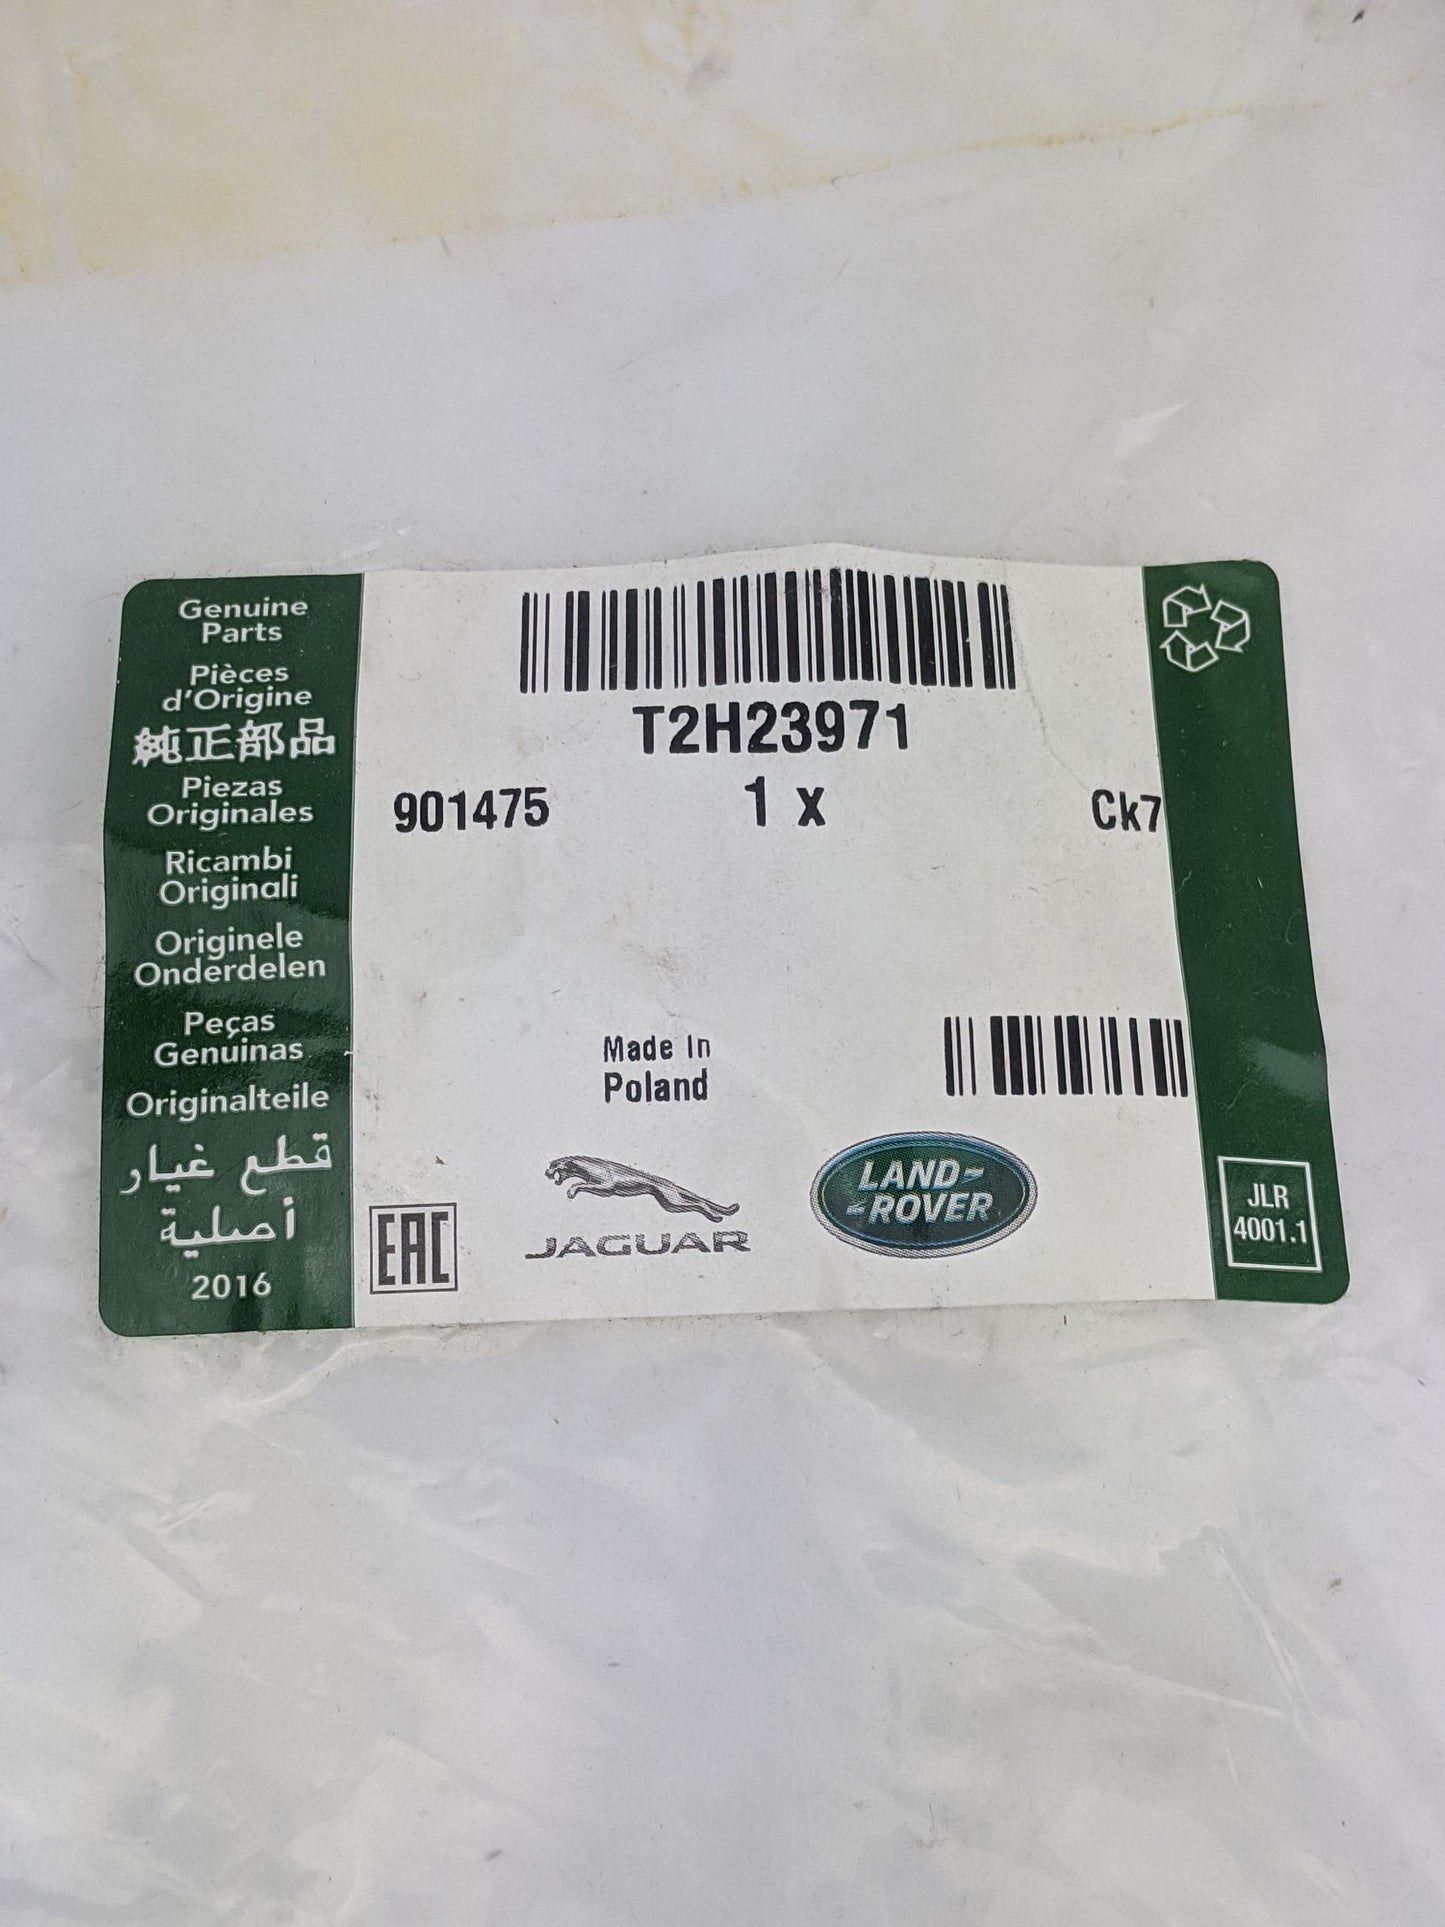 Genuine
Parts
Pièces
d'Origine
純正部品
Piezas
Originales
Ricambi
Originali
Originele
Onderdelen
Peças
Genuinas
Originalteile
قطع غيار
أصلية
2016
T2H23971
901475 1 x Ck7
Made In
Poland
EAC
JAGUAR
LAND-
-ROVER
JLR
4001.1